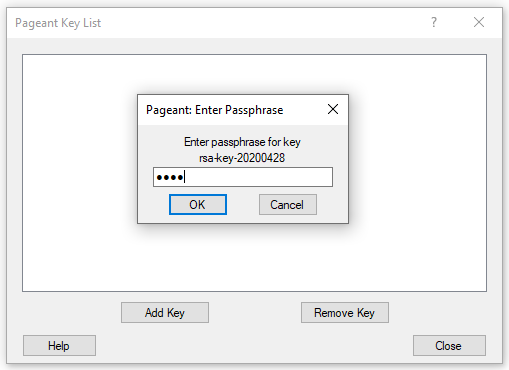 Pageant Key List
Pageant: Enter Passphrase
Enter passphrase for key
rsa-key-20200428
●●●●
OK Cancel
Add Key Remove Key
Help Close